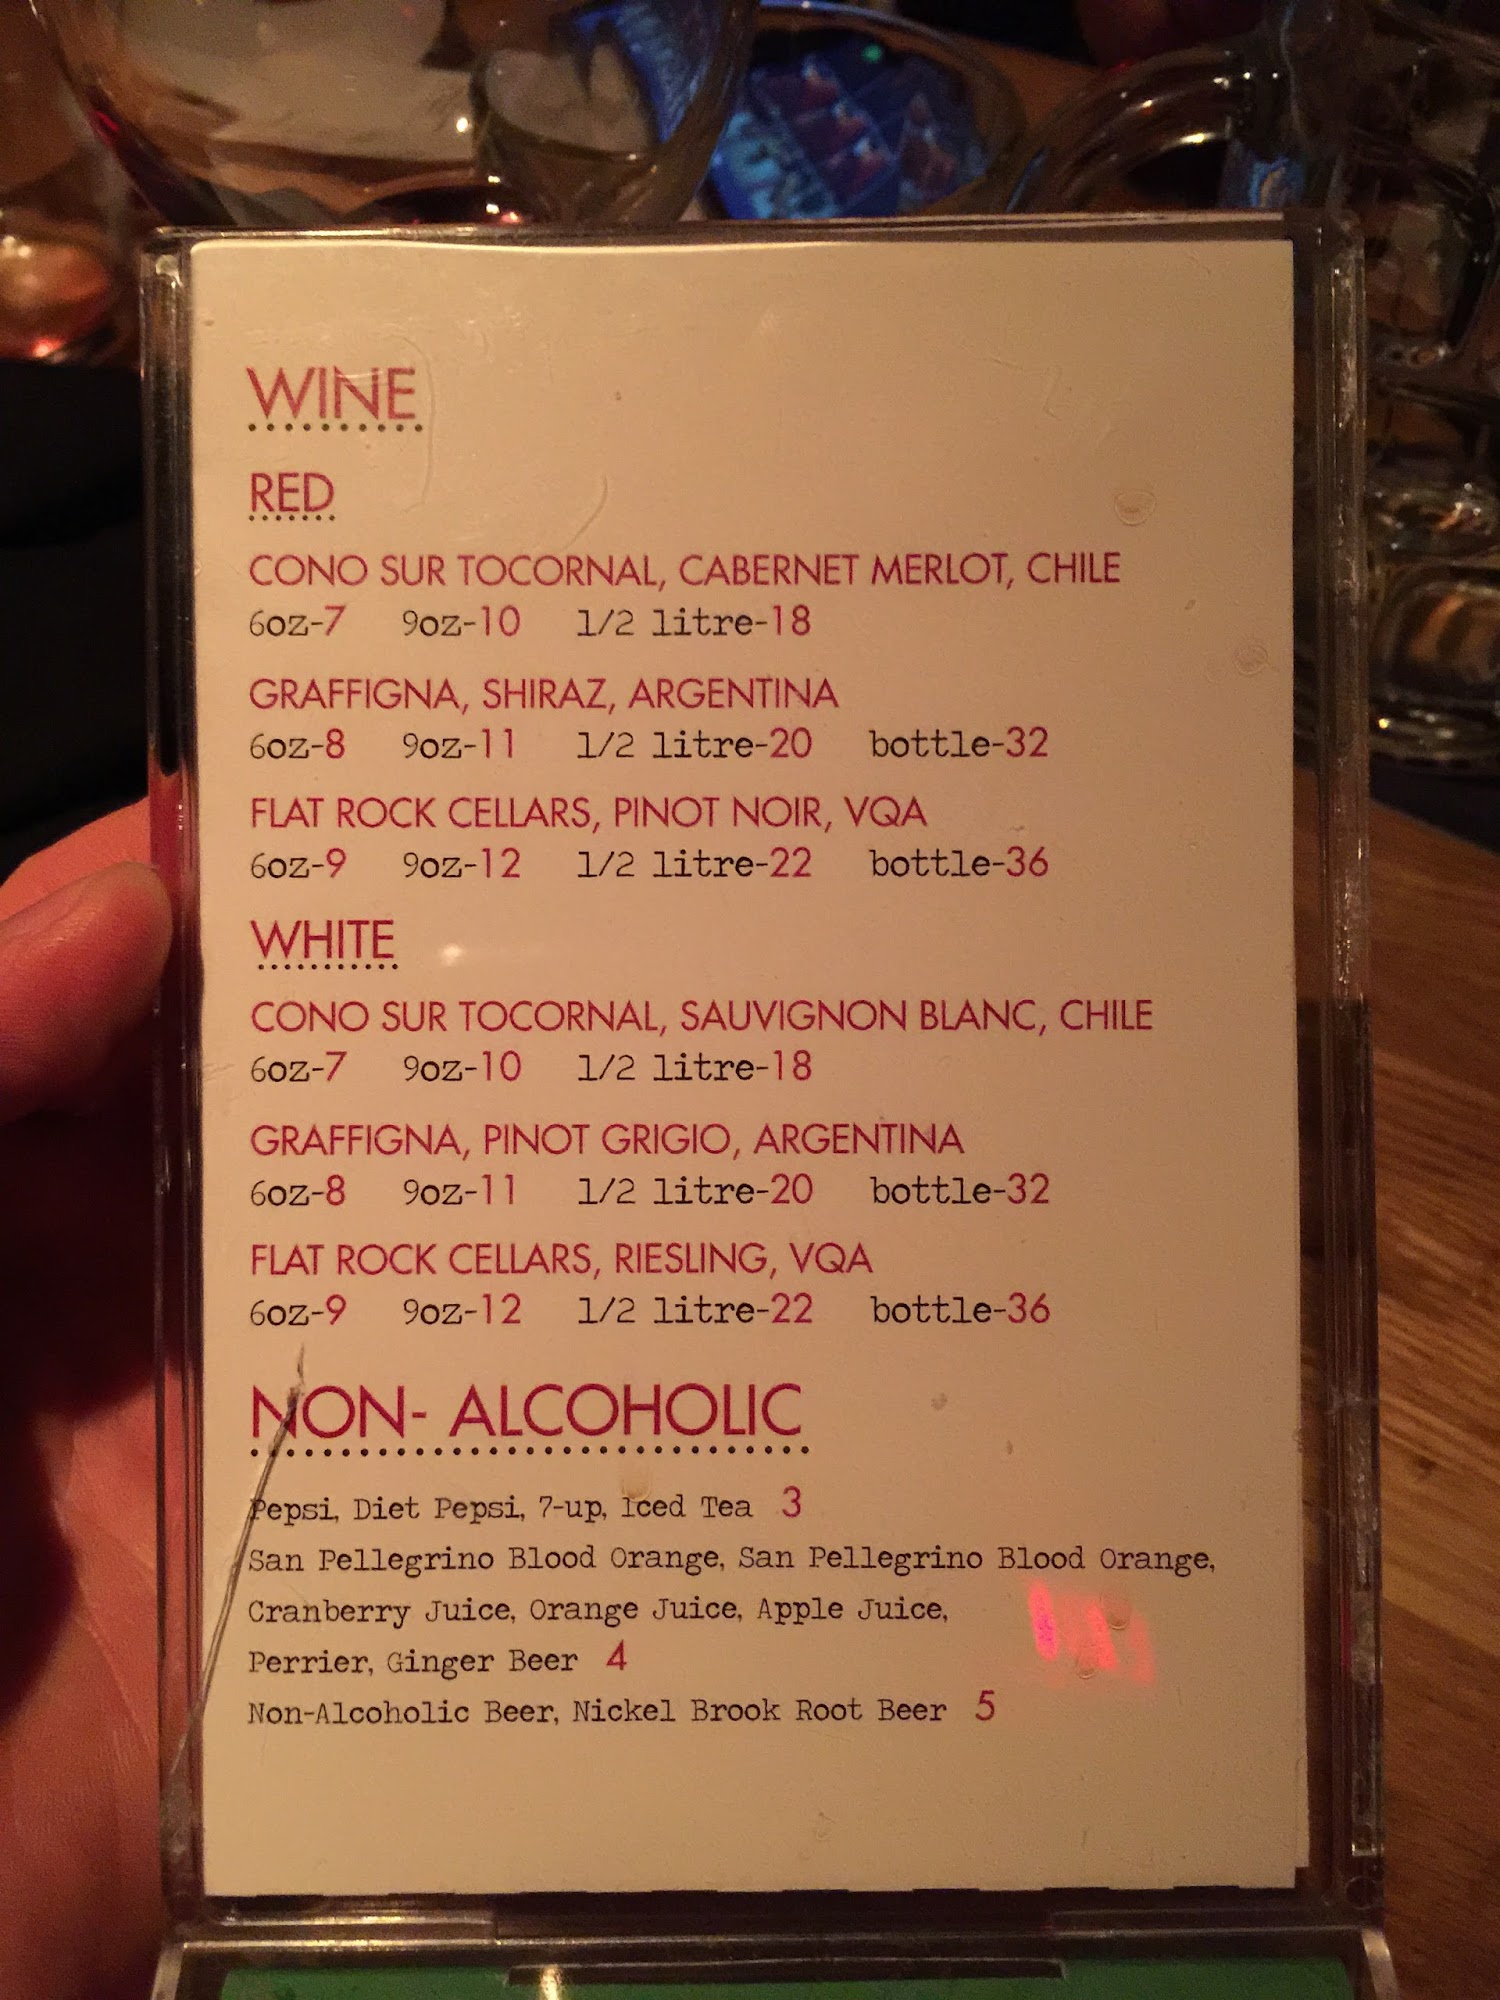 WINE
RED
CONO SUR TOCORNAL, CABERNET MERLOT, CHILE
6oz-7 9oz-10 1/2 litre-18
GRAFFIGNA, SHIRAZ, ARGENTINA
6oz-8 9oz-11 1/2 litre-20 bottle-32
FLAT ROCK CELLARS, PINOT NOIR, VQA
6oz-9 9oz-12 1/2 litre-22 bottle-36
WHITE
CONO SUR TOCORNAL, SAUVIGNON BLANC, CHILE
6oz-7 9oz-10 1/2 litre-18
GRAFFIGNA, PINOT GRIGIO, ARGENTINA
6oz-8 9oz-11 1/2 litre-20 bottle-32
FLAT ROCK CELLARS, RIESLING, VQA
6oz-9 9oz-12 1/2 litre-22 bottle-36
NON- ALCOHOLIC
Pepsi, Diet Pepsi, 7-up, Iced Tea 3
San Pellegrino Blood Orange, San Pellegrino Blood Orange,
Cranberry Juice, Orange Juice, Apple Juice,
Perrier, Ginger Beer 4
Non-Alcoholic Beer, Nickel Brook Root Beer 5